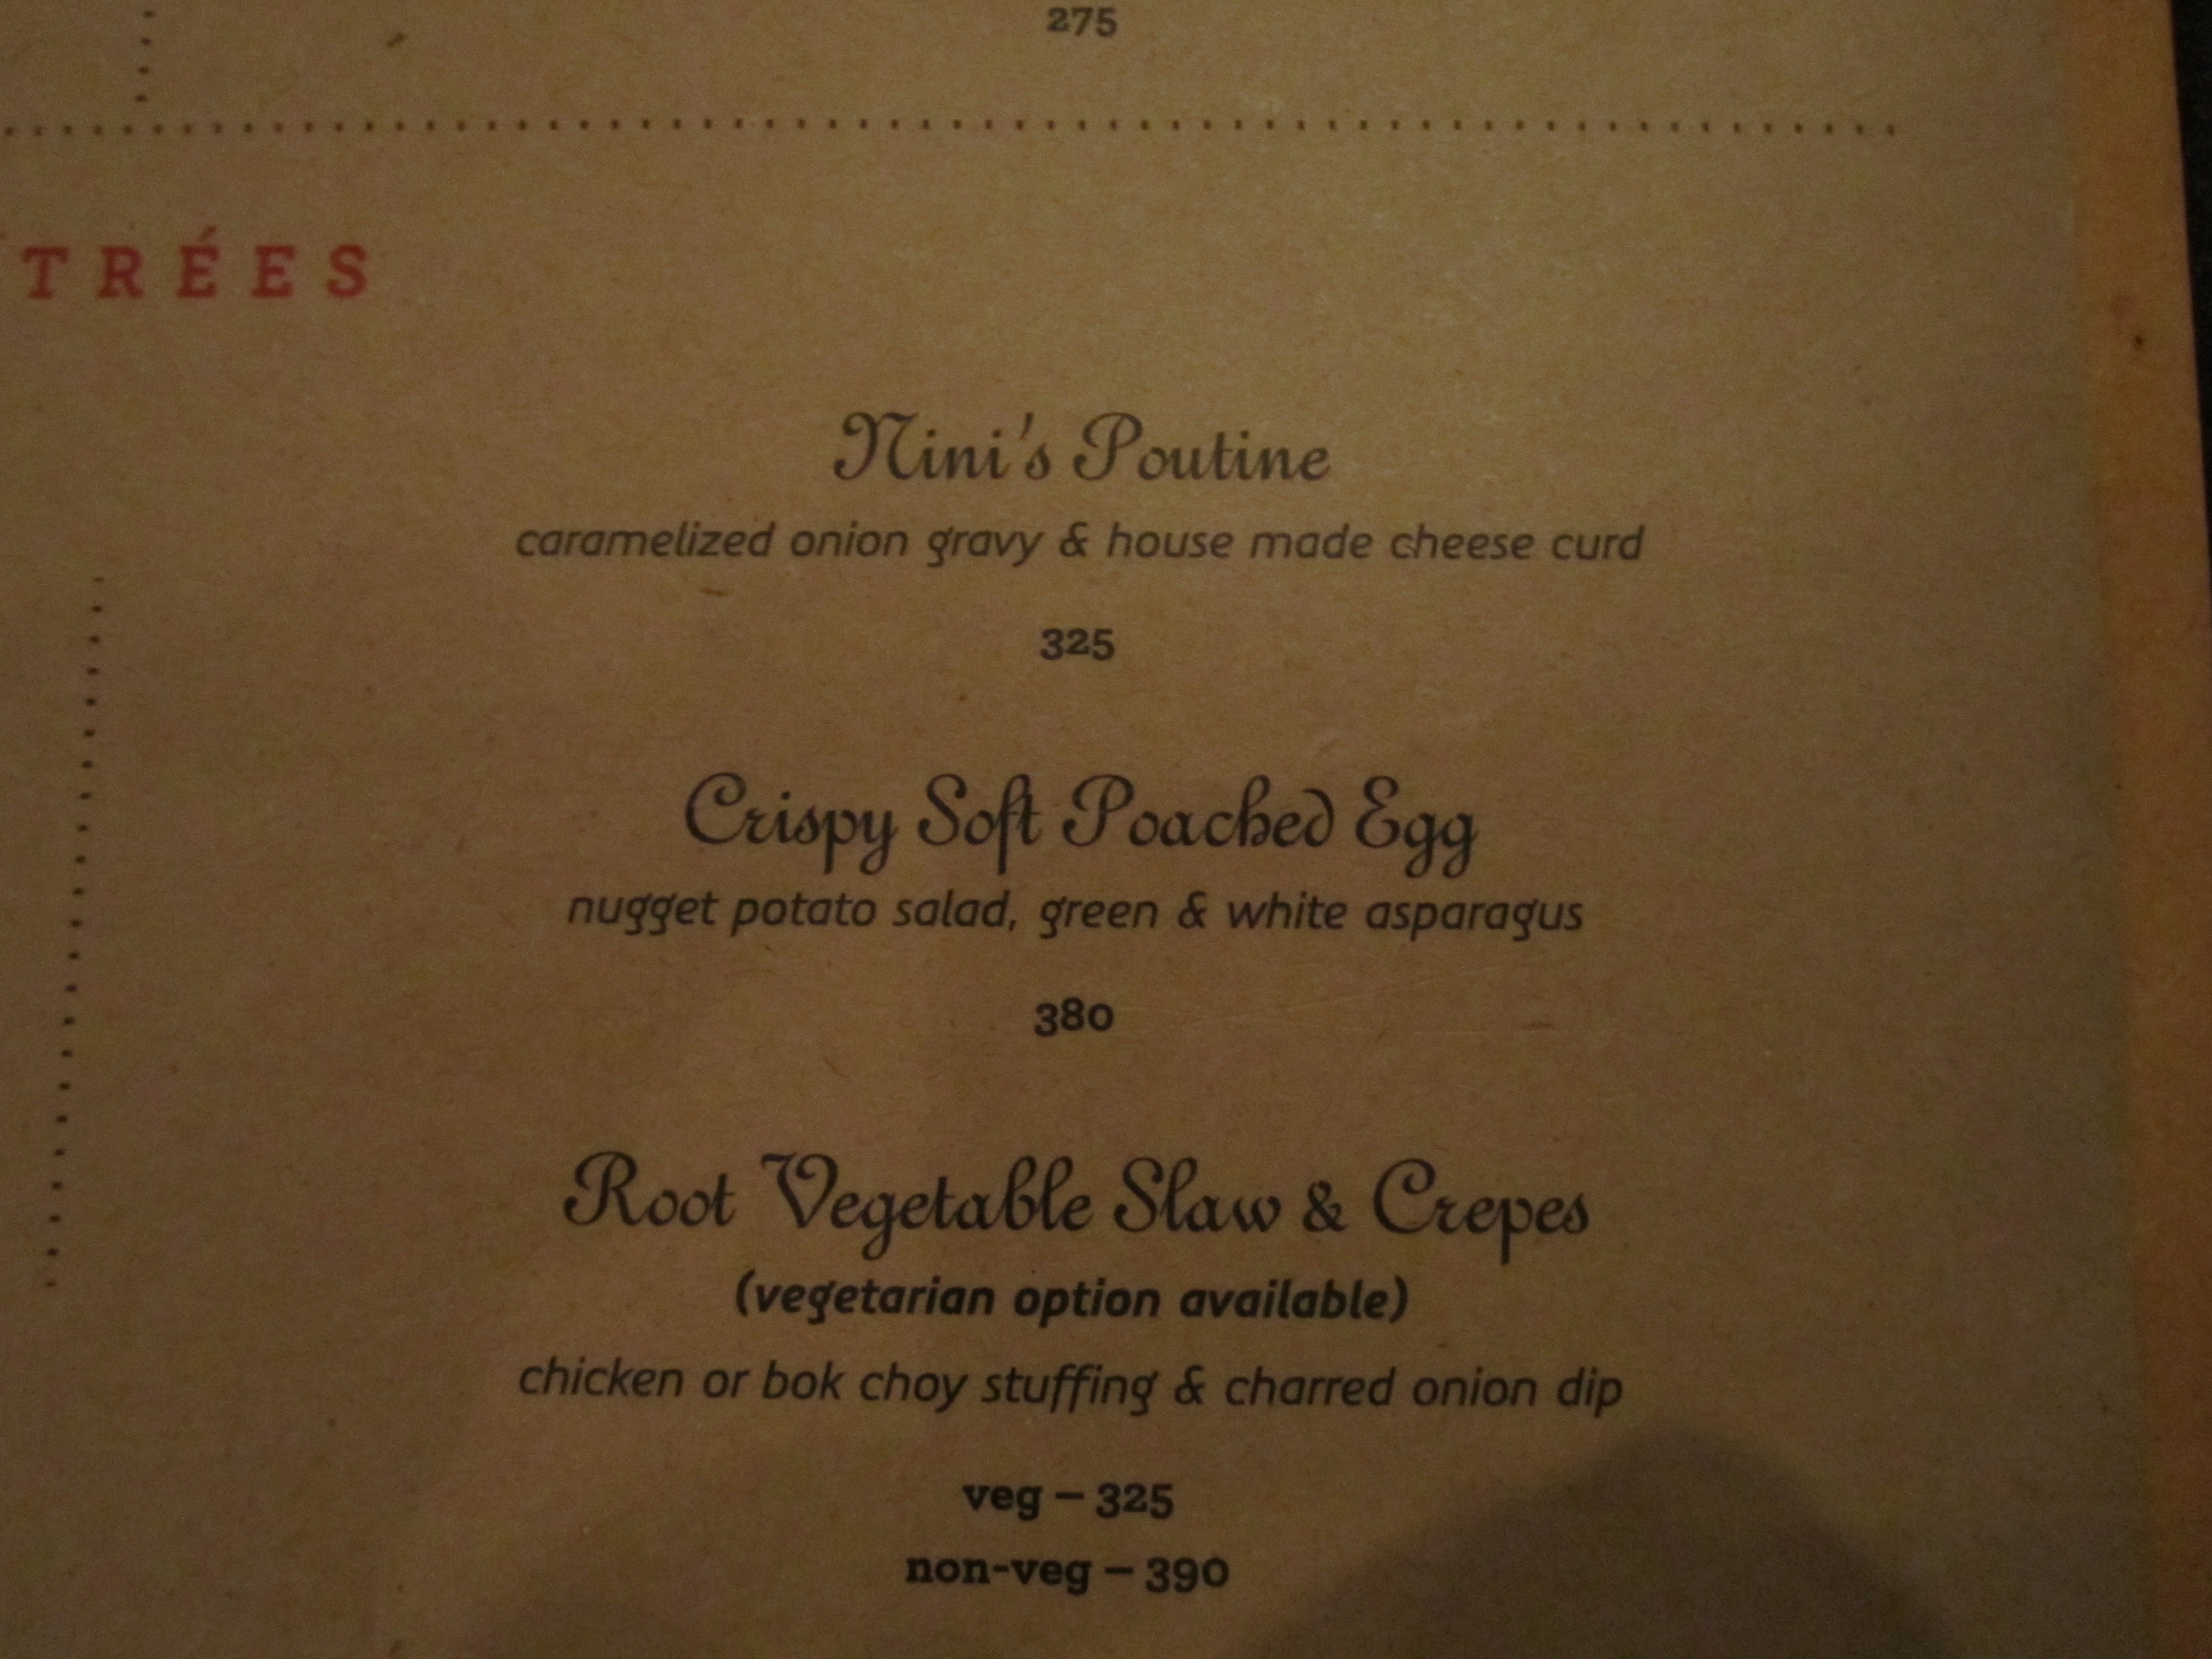 275
TRÉES
Nini's Poutine
caramelized onion gravy & house made cheese curd
325
Crispy Soft Poached Egg
nugget potato salad, green & white asparagus
380
Root Vegetable Slaw & Crepes
(vegetarian option available)
chicken or bok choy stuffing & charred onion dip
veg – 325
non-veg – 390